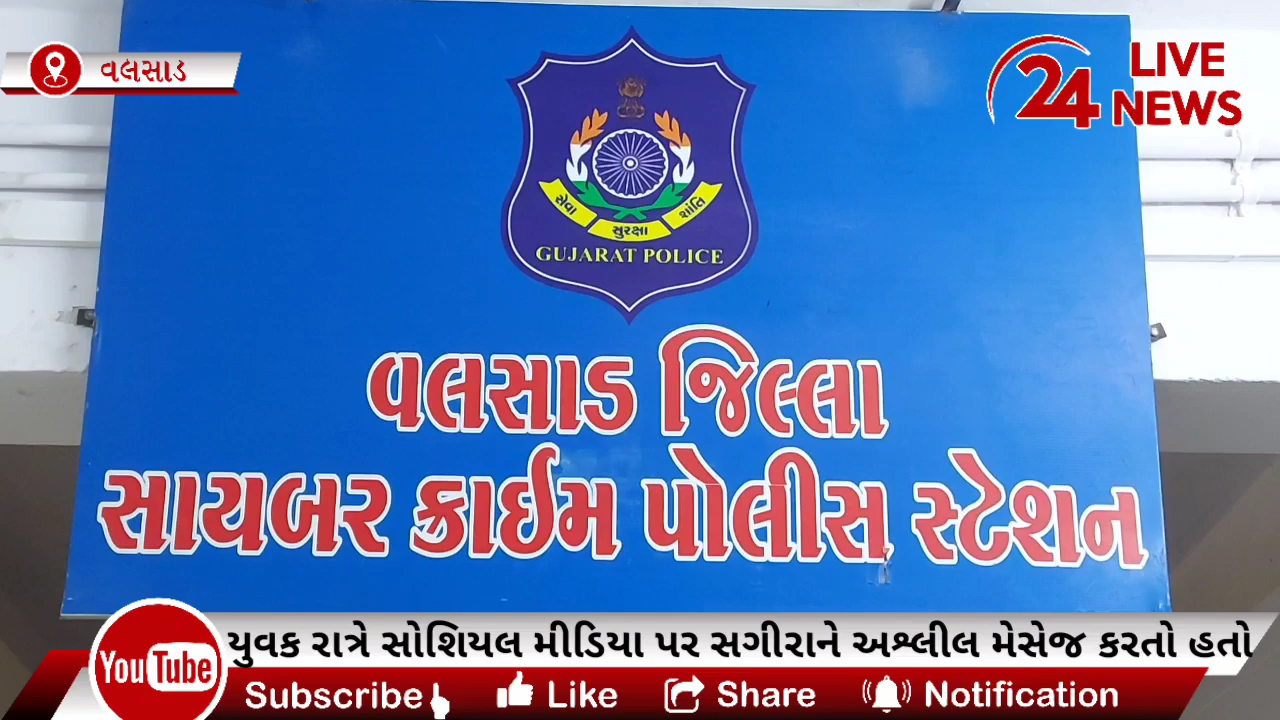 વલસાડ
24 LIVE NEWS
સેવા
સુરક્ષા
શાંતિ
GUJARAT POLICE
વલસાડ જિલ્લા
સાયબર ક્રાઈમ પોલીસ સ્ટેશન
યુવક રાત્રે સોશિયલ મીડિયા પર સગીરાને અશ્લીલ મેસેજ કરતો હતો
YouTube
Subscribe Like Share Notification